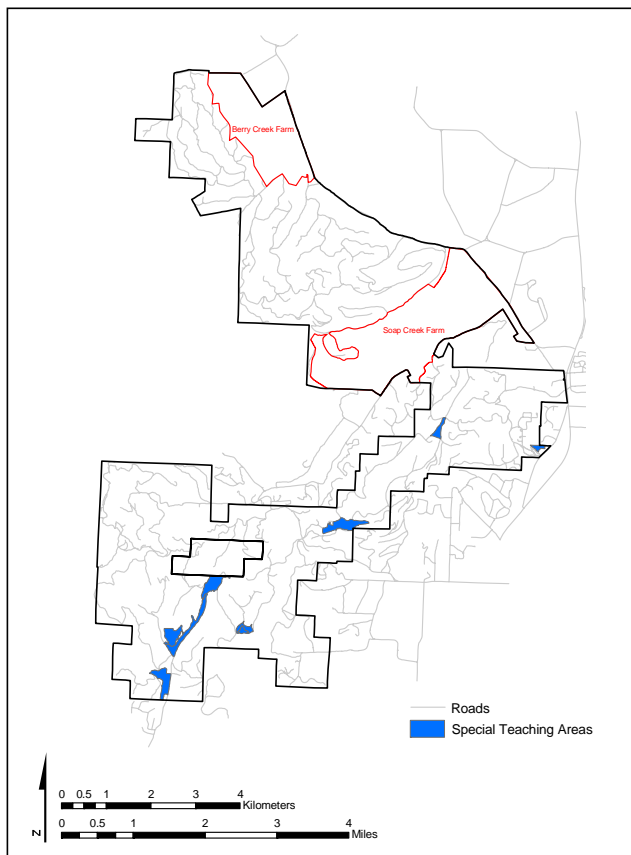 Berry Creek Farm
Soap Creek Farm
Roads
Special Teaching Areas
0 0.5 1 2 3 4
Kilometers
0 0.5 1 2 3 4
Miles
N